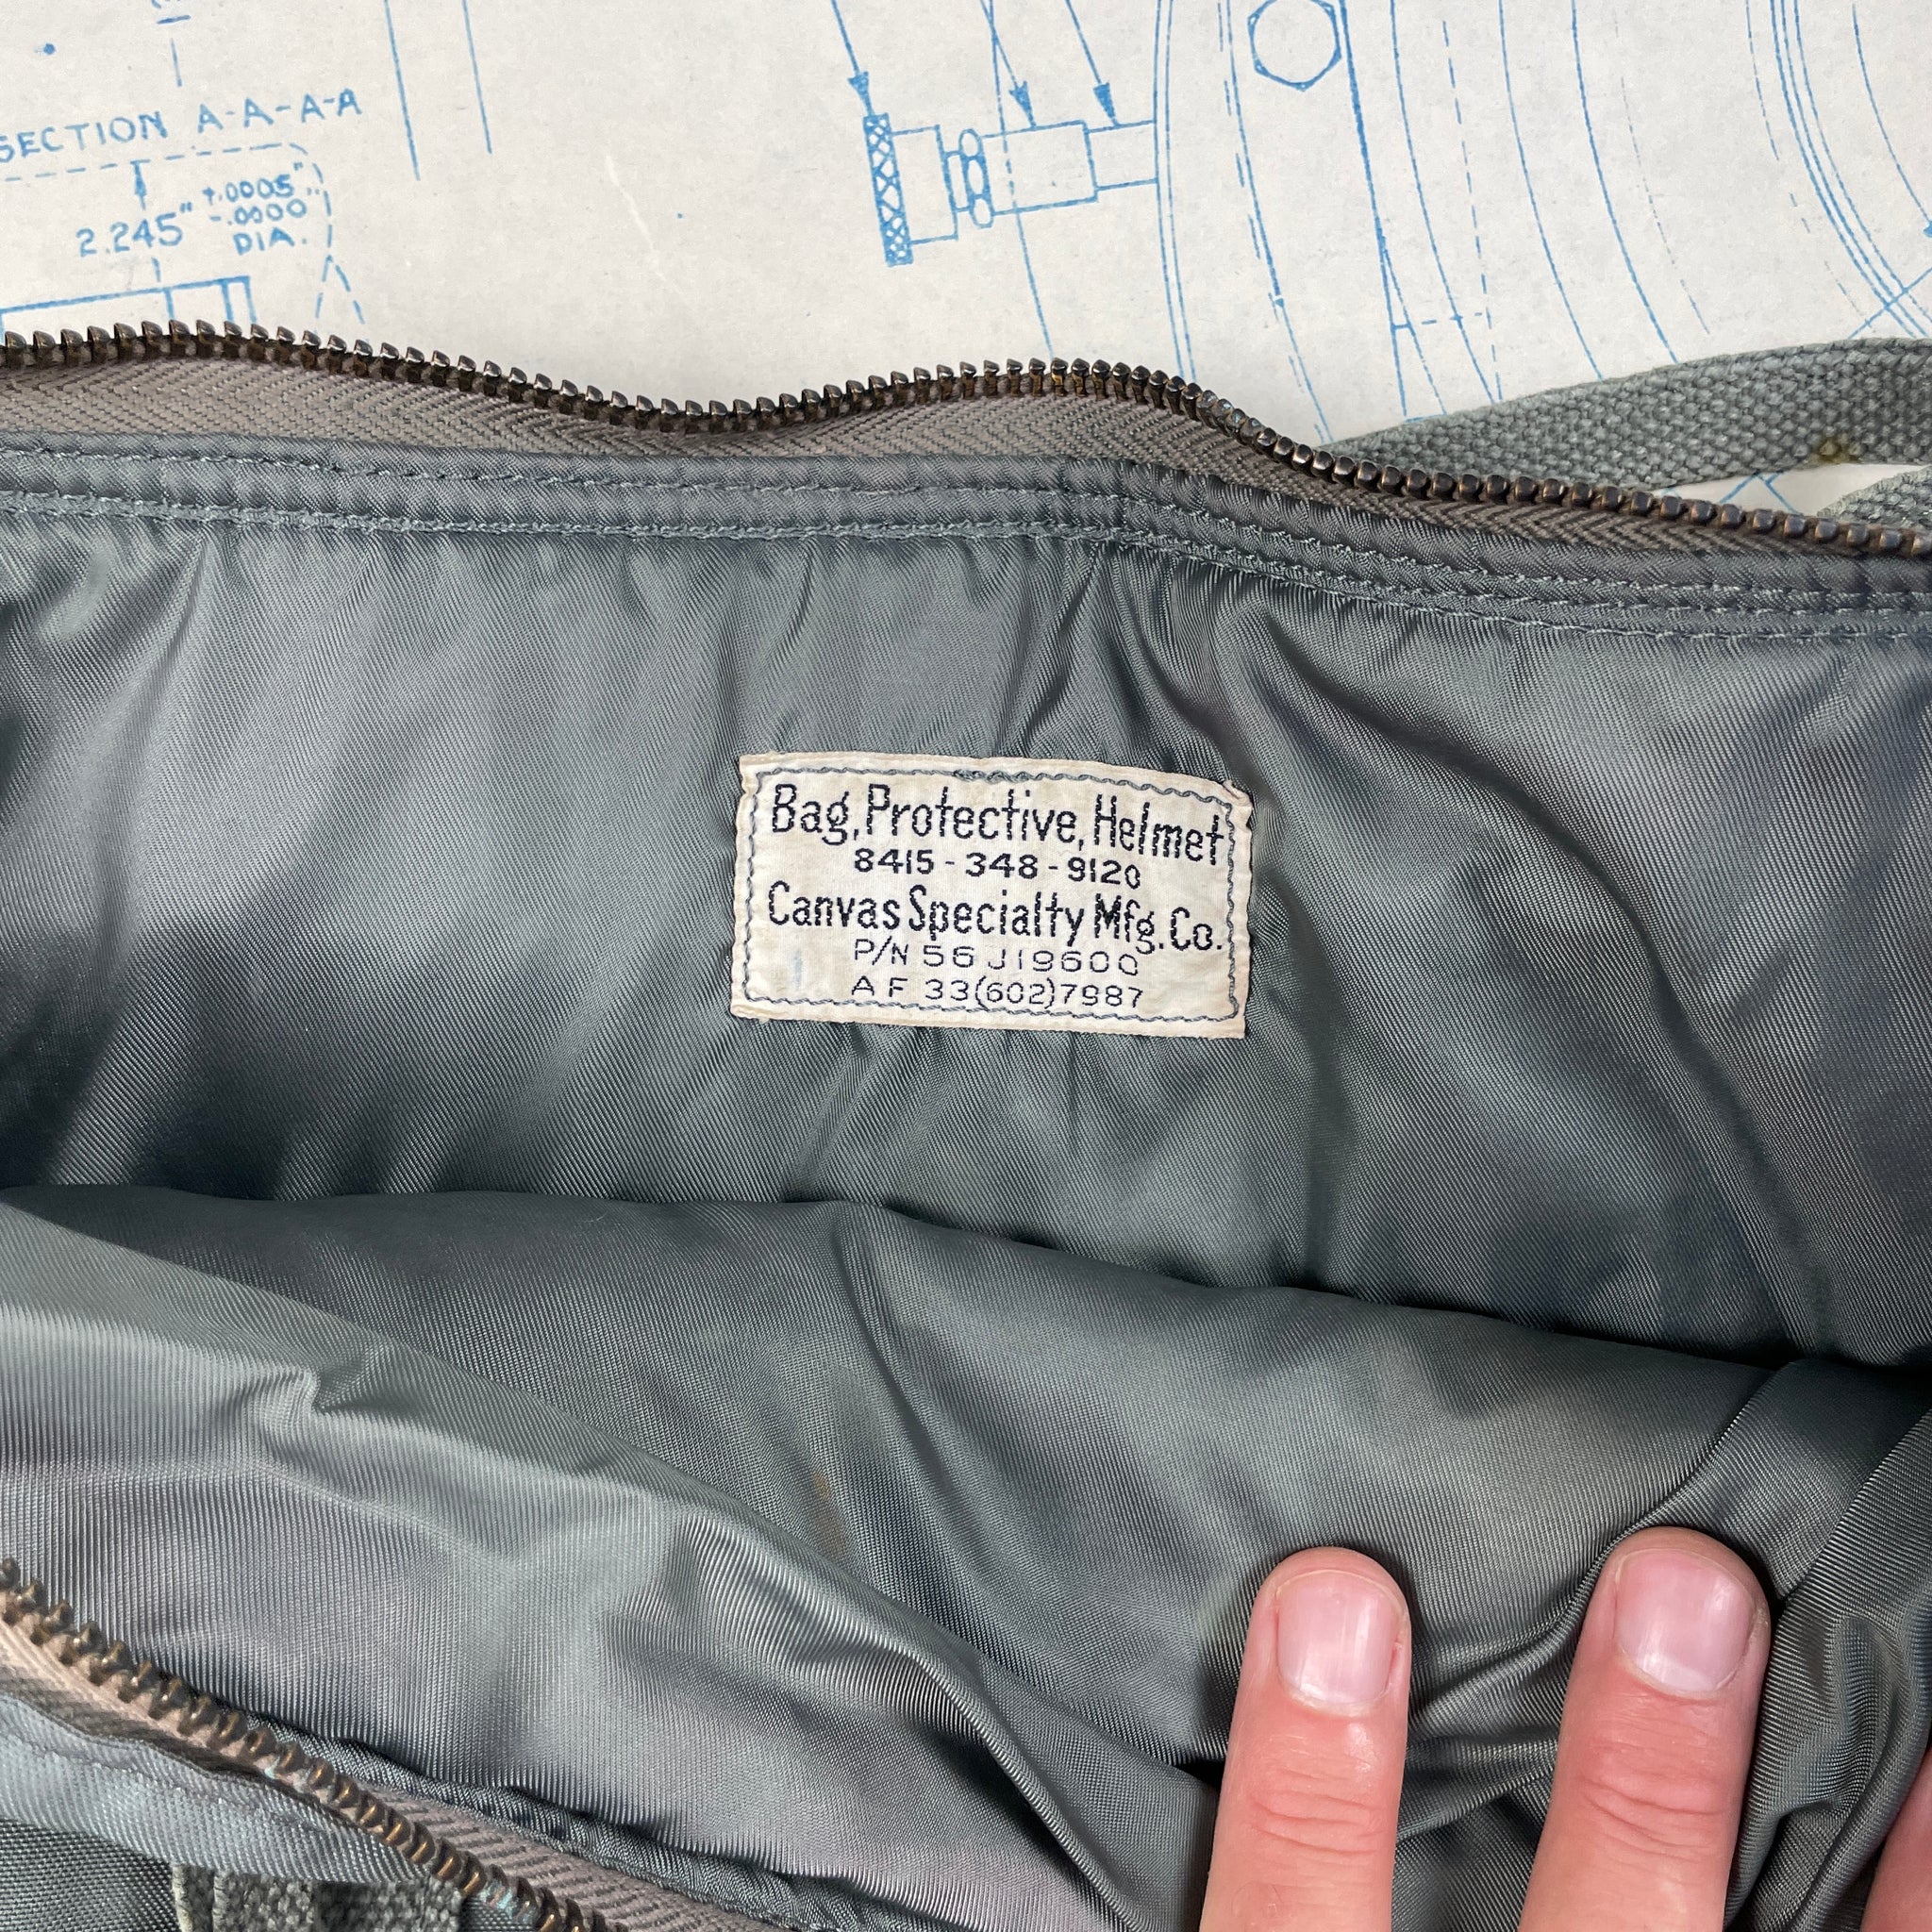 SECTION A-A-A-A
2.245" +.0005"
-.0000
DIA.
Bag, Protective, Helmet
8415-348-9120
Canvas Specialty Mfg. Co.
P/N 56J19600
AF 33(602)7987